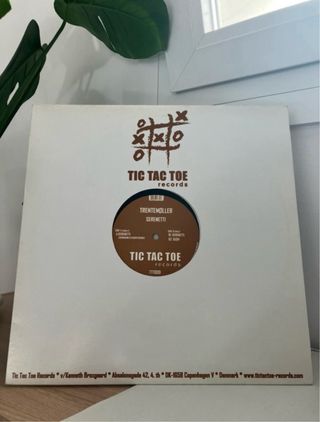 TIC TAC TOE
records
TRENTEMØLLER
SERENETTI
TIC TAC TOE
records
Tic Tac Toe Records * v/Kenneth Braagaard * Absalonsgade 42, 4. th * DK-1658 Copenhagen V * Denmark * www.tictactoe-records.com